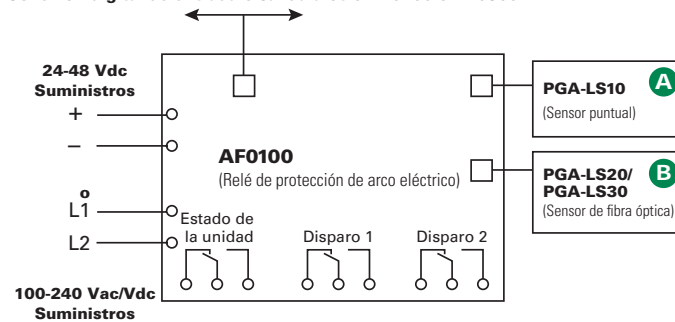 24-48 Vdc
Suministros
+
–
o
L1
L2
100-240 Vac/Vdc
Suministros
AF0100
(Relé de protección de arco eléctrico)
Estado de
la unidad
Disparo 1
Disparo 2
PGA-LS10
A
(Sensor puntual)
PGA-LS20/
PGA-LS30
B
(Sensor de fibra óptica)